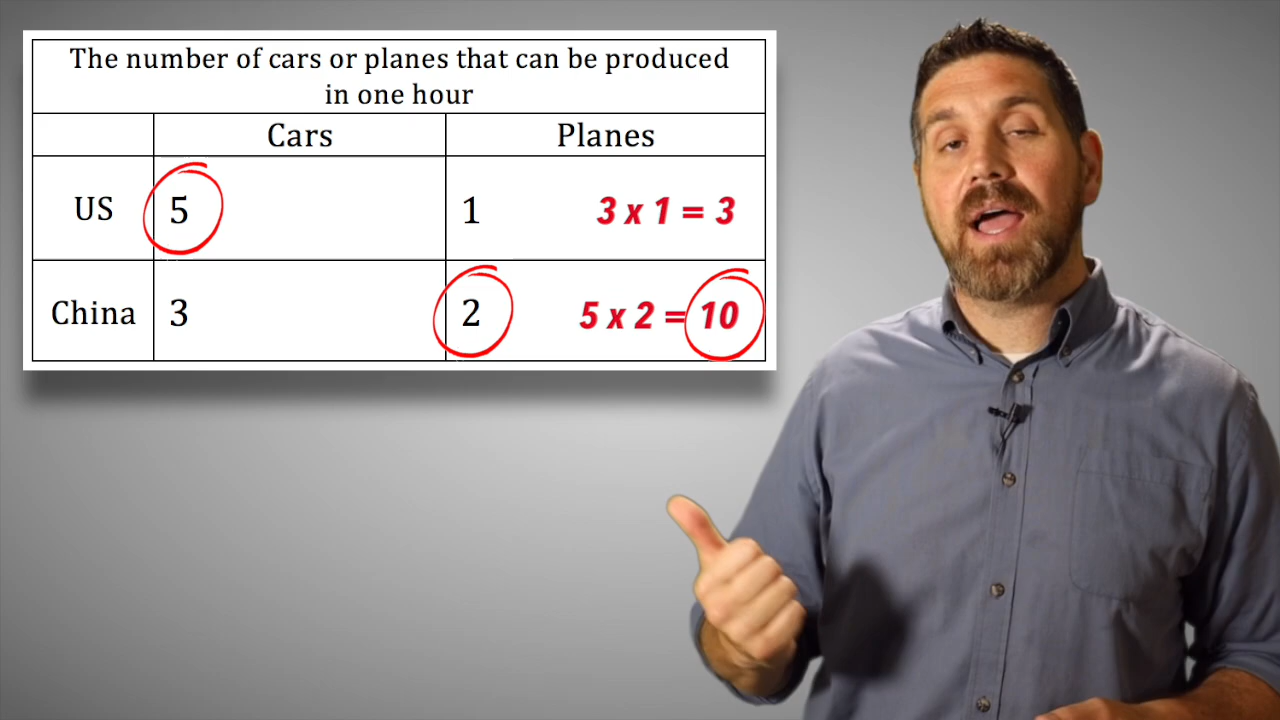 The number of cars or planes that can be produced
in one hour
Cars Planes
US 5 1 3 x 1 = 3
China 3 2 5 x 2 = 10